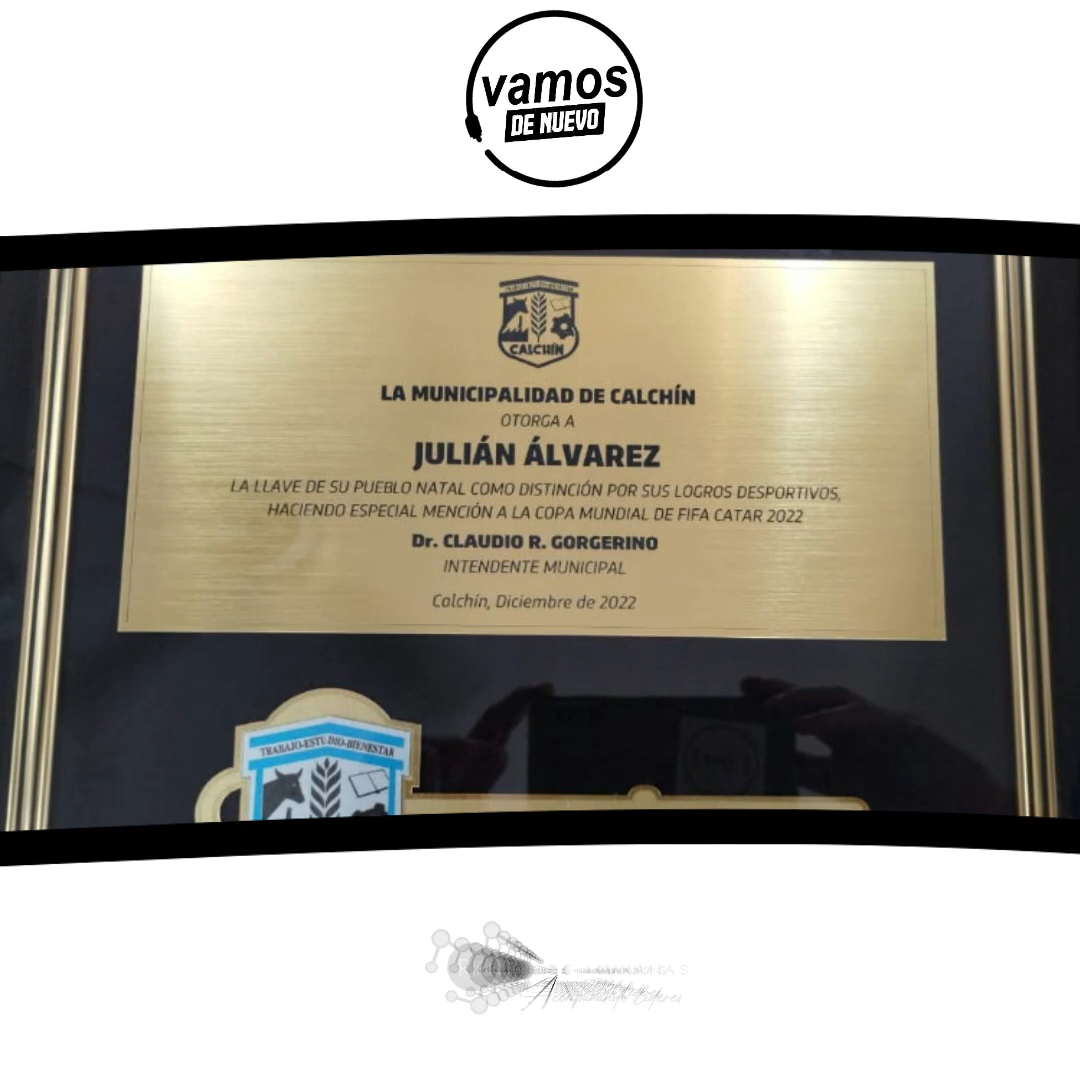 vamos
DE NUEVO
CALCHÍN
LA MUNICIPALIDAD DE CALCHÍN
OTORGA A
JULIÁN ÁLVAREZ
LA LLAVE DE SU PUEBLO NATAL COMO DISTINCIÓN POR SUS LOGROS DESPORTIVOS,
HACIENDO ESPECIAL MENCIÓN A LA COPA MUNDIAL DE FIFA CATAR 2022
Dr. CLAUDIO R. GORGERINO
INTENDENTE MUNICIPAL
Calchín, Diciembre de 2022
TRABAJO-ESTUDIO-BIENESTAR